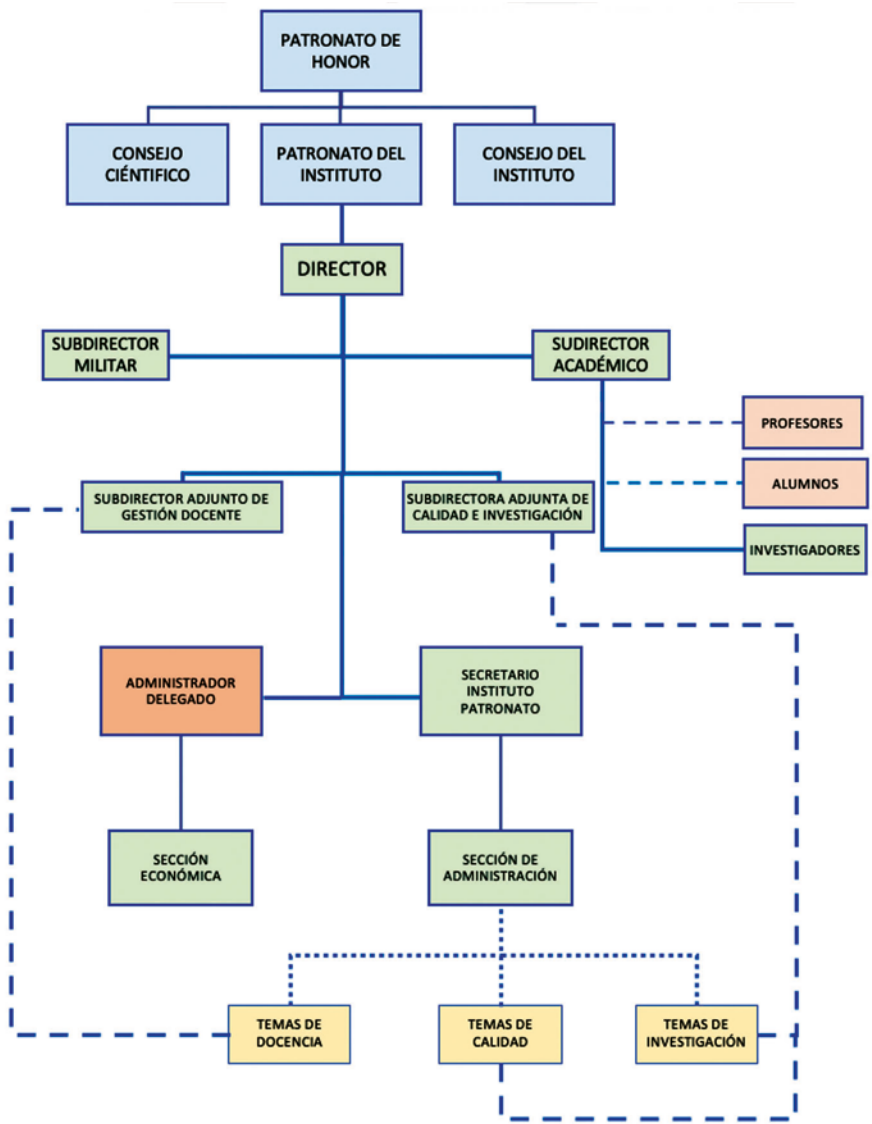 PATRONATO DE
HONOR
CONSEJO
CIÉNTIFICO
PATRONATO DEL
INSTITUTO
CONSEJO DEL
INSTITUTO
DIRECTOR
SUBDIRECTOR
MILITAR
SUDIRECTOR
ACADÉMICO
PROFESORES
ALUMNOS
INVESTIGADORES
SUBDIRECTOR ADJUNTO DE
GESTIÓN DOCENTE
SUBDIRECTORA ADJUNTA DE
CALIDAD E INVESTIGACIÓN
ADMINISTRADOR
DELEGADO
SECRETARIO
INSTITUTO
PATRONATO
SECCIÓN
ECONÓMICA
SECCIÓN DE
ADMINISTRACIÓN
TEMAS DE
DOCENCIA
TEMAS DE
CALIDAD
TEMAS DE
INVESTIGACIÓN